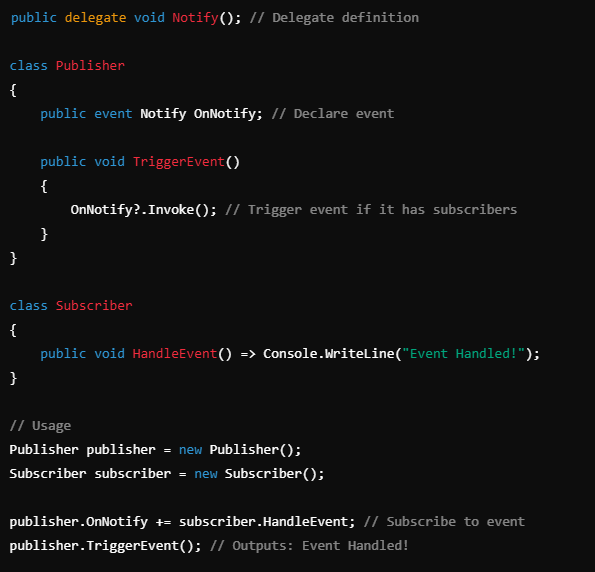 public delegate void Notify(); // Delegate definition
class Publisher
{
    public event Notify OnNotify; // Declare event
    public void TriggerEvent()
    {
        OnNotify?.Invoke(); // Trigger event if it has subscribers
    }
}
class Subscriber
{
    public void HandleEvent() => Console.WriteLine("Event Handled!");
}
// Usage
Publisher publisher = new Publisher();
Subscriber subscriber = new Subscriber();
publisher.OnNotify += subscriber.HandleEvent; // Subscribe to event
publisher.TriggerEvent(); // Outputs: Event Handled!